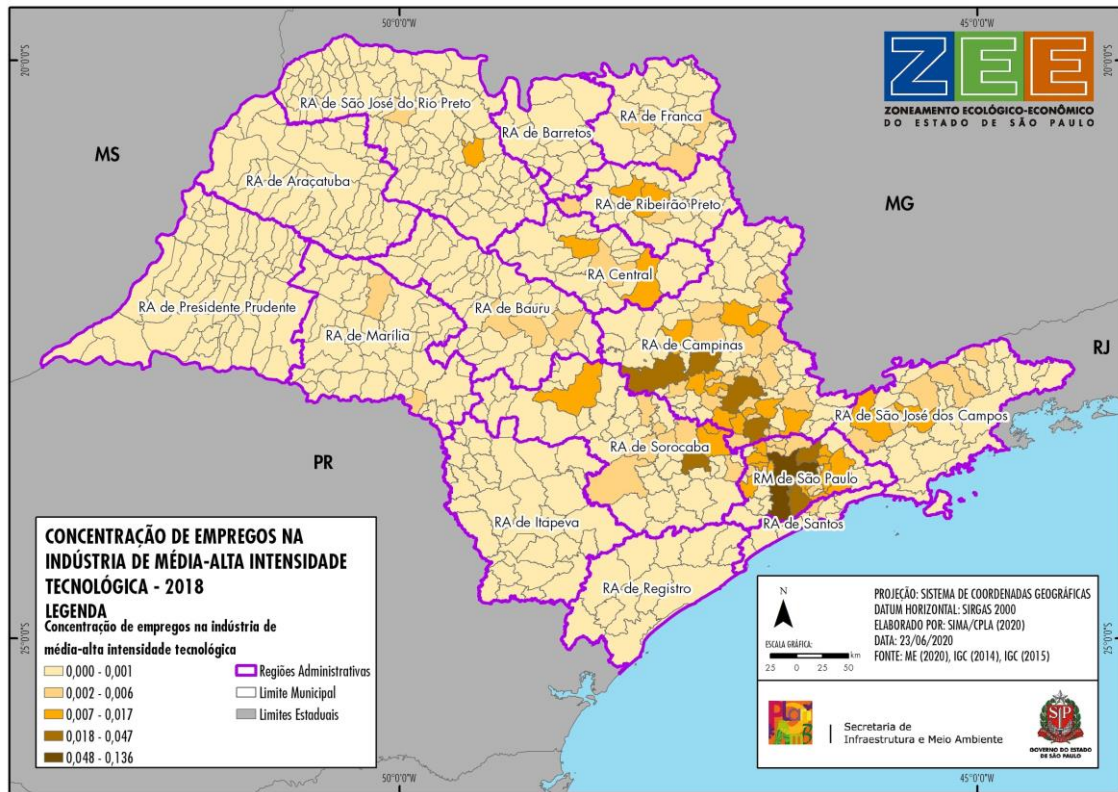 50°0'0"W
45°0'0"W
20°0'0"S
20°0'0"S
ZEE
ZONEAMENTO ECOLÓGICO-ECONÔMICO
DO ESTADO DE SÃO PAULO
RA de São José do Rio Preto
RA de Barretos
RA de Franca
MS
RA de Araçatuba
RA de Ribeirão Preto
MG
RA Central
RA de Presidente Prudente
RA de Bauru
RA de Marília
RA de Campinas
RJ
RA de São José dos Campos
RA de Sorocaba
PR
RM de São Paulo
RA de Itapeva
RA de Santos
RA de Registro
CONCENTRAÇÃO DE EMPREGOS NA
INDÚSTRIA DE MÉDIA-ALTA INTENSIDADE
TECNOLÓGICA - 2018
LEGENDA
Concentração de empregos na indústria de
média-alta intensidade tecnológica
0,000 - 0,001
0,002 - 0,006
0,007 - 0,017
0,018 - 0,047
0,048 - 0,136
Regiões Administrativas
Limite Municipal
Limites Estaduais
N
ESCALA GRÁFICA:
25 0 25 50 km
PROJEÇÃO: SISTEMA DE COORDENADAS GEOGRÁFICAS
DATUM HORIZONTAL: SIRGAS 2000
ELABORADO POR: SIMA/CPLA (2020)
DATA: 23/06/2020
FONTE: ME (2020), IGC (2014), IGC (2015)
Secretaria de
Infraestrutura e Meio Ambiente
GOVERNO DO ESTADO
DE SÃO PAULO
25°0'0"S
25°0'0"S
50°0'0"W
45°0'0"W